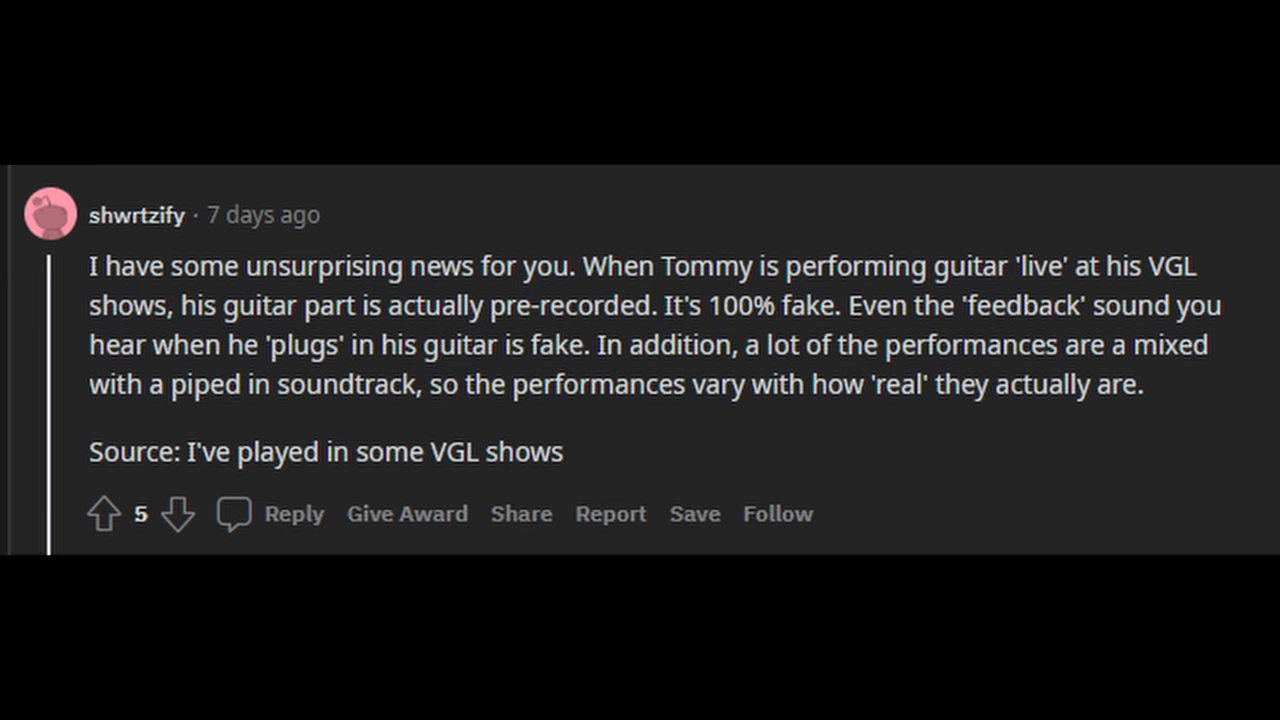 shwrtzify · 7 days ago
I have some unsurprising news for you. When Tommy is performing guitar 'live' at his VGL
shows, his guitar part is actually pre-recorded. It's 100% fake. Even the 'feedback' sound you
hear when he 'plugs' in his guitar is fake. In addition, a lot of the performances are a mixed
with a piped in soundtrack, so the performances vary with how 'real' they actually are.
Source: I've played in some VGL shows
5 Reply Give Award Share Report Save Follow